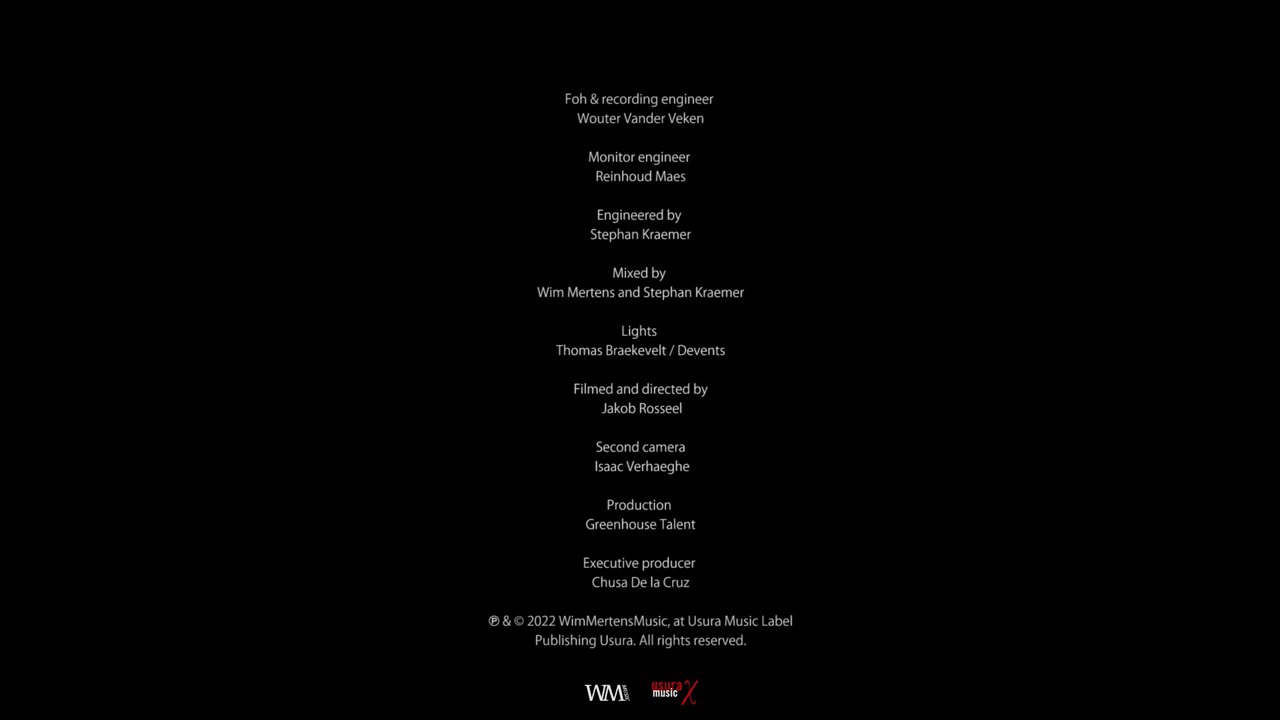 Foh & recording engineer
Wouter Vander Veken
Monitor engineer
Reinhoud Maes
Engineered by
Stephan Kraemer
Mixed by
Wim Mertens and Stephan Kraemer
Lights
Thomas Braekevelt / Devents
Filmed and directed by
Jakob Rosseel
Second camera
Isaac Verhaeghe
Production
Greenhouse Talent
Executive producer
Chusa De la Cruz
℗ & © 2022 WimMertensMusic, at Usura Music Label
Publishing Usura. All rights reserved.
WM MUSIC
usura
music